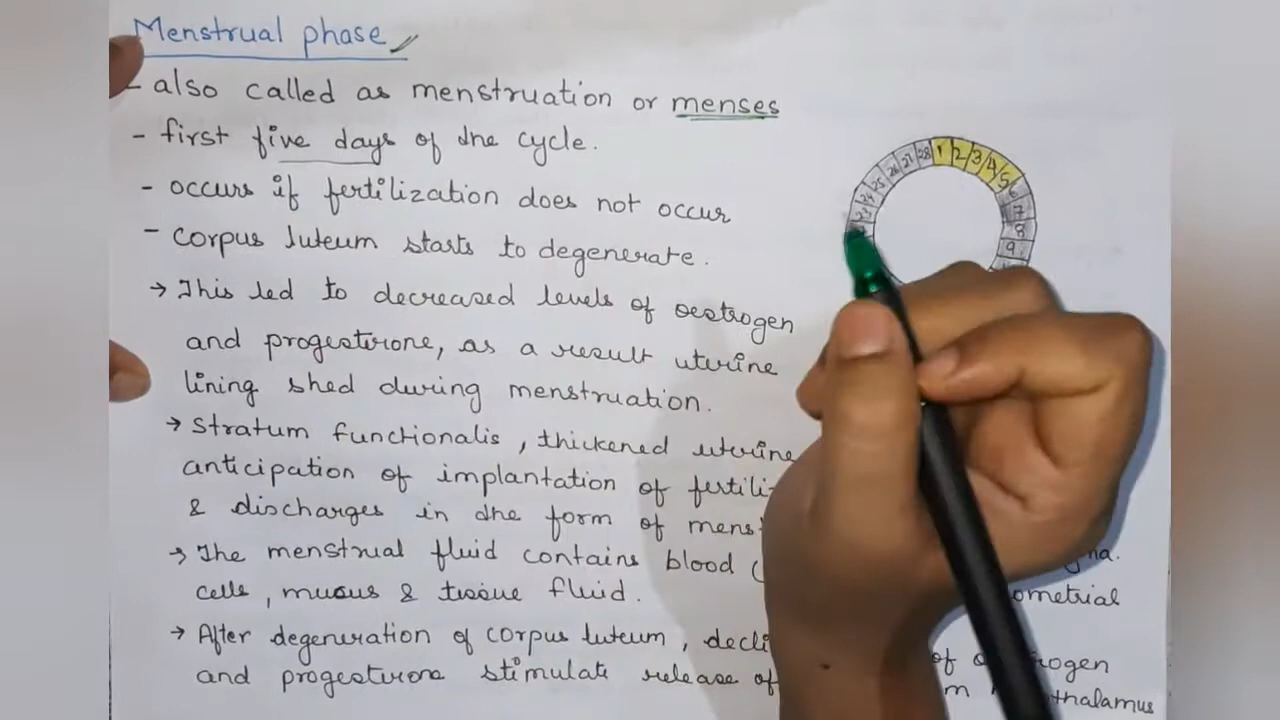 Menstrual phase
- also called as menstruation or menses
- first five days of the cycle.
- occurs if fertilization does not occur
- corpus luteum starts to degenerate.
→ This led to decreased levels of oestrogen
and progesterone, as a result uterine
lining shed during menstruation.
→ Stratum functionalis, thickened uterine
anticipation of implantation of
& discharges in the form of
→ The menstrual fluid contains blood (
cells, mucus & tissue fluid.
→ After degeneration of corpus luteum,
and progesterone stimulate release of
24 25 26 27 28 1 2 3 4 5 6 7 8 9